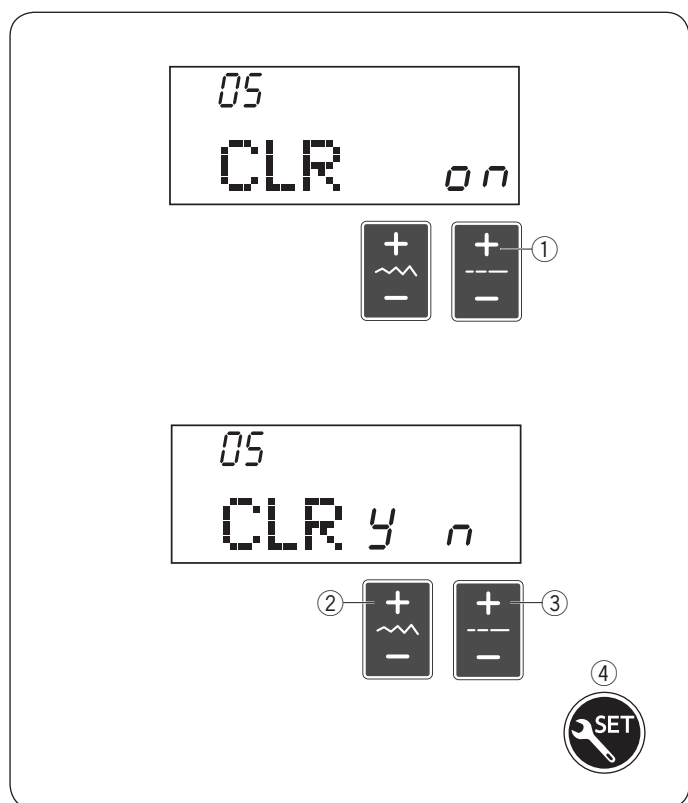 05
CLR on
+ +
− −
①
05
CLR y n
② + + ③
− −
④
SET